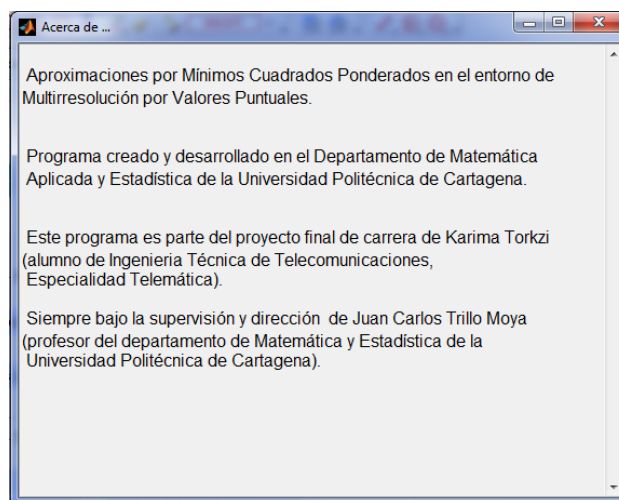 Acerca de ...
Aproximaciones por Mínimos Cuadrados Ponderados en el entorno de
Multirresolución por Valores Puntuales.
Programa creado y desarrollado en el Departamento de Matemática
Aplicada y Estadística de la Universidad Politécnica de Cartagena.
Este programa es parte del proyecto final de carrera de Karima Torkzi
(alumno de Ingenieria Técnica de Telecomunicaciones,
Especialidad Telemática).
Siempre bajo la supervisión y dirección de Juan Carlos Trillo Moya
(profesor del departamento de Matemática y Estadística de la
Universidad Politécnica de Cartagena).